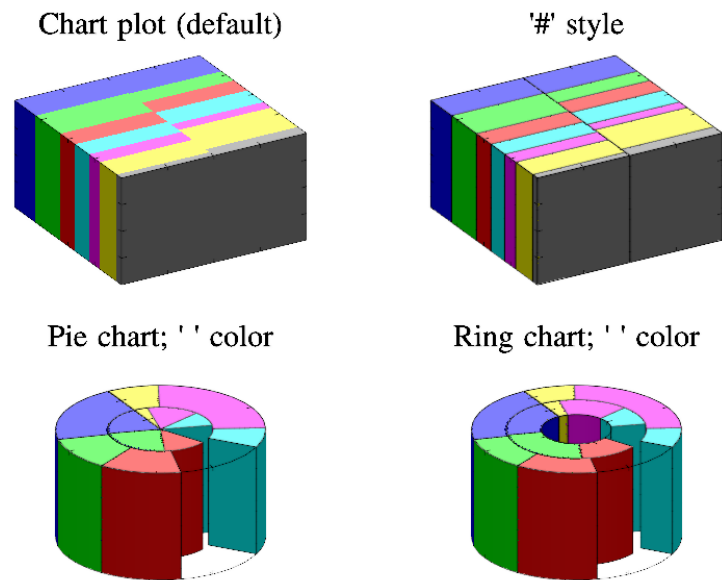 Chart plot (default)
'#' style
Pie chart; ' ' color
Ring chart; ' ' color